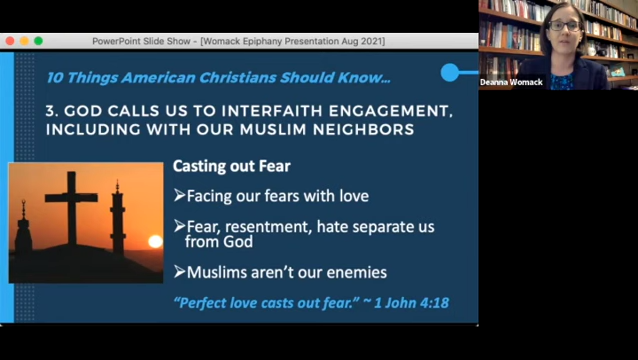 PowerPoint Slide Show - [Womack Epiphany Presentation Aug 2021]
10 Things American Christians Should Know...
3. GOD CALLS US TO INTERFAITH ENGAGEMENT,
INCLUDING WITH OUR MUSLIM NEIGHBORS
Casting out Fear
➢Facing our fears with love
➢Fear, resentment, hate separate us
from God
➢Muslims aren't our enemies
"Perfect love casts out fear." ~ 1 John 4:18
Deanna Womack